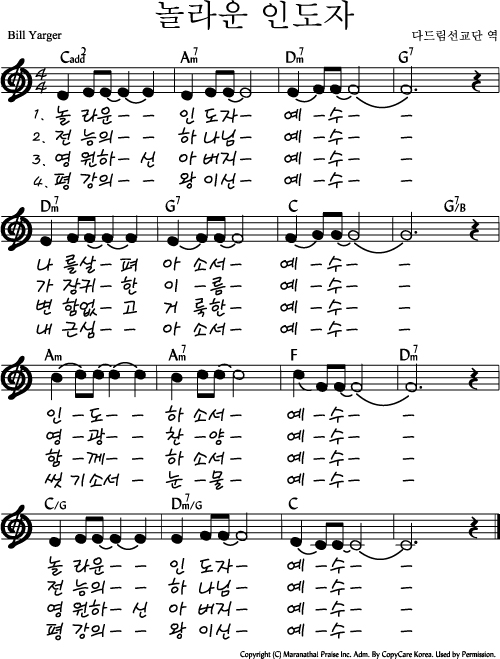 놀라운 인도자
Bill Yarger
다드림선교단 역
Cadd2 Am7 Dm7 G7
1. 놀 라운 - - 인 도자 - 예 - 수 - - -
2. 전 능의 - - 하 나님 - 예 - 수 - - -
3. 영 원하 - 신 아 버지 - 예 - 수 - - -
4. 평 강의 - - 왕 이신 - 예 - 수 - - -
Dm7 G7 C G7/B
나 를살 - 펴 아 소서 - 예 - 수 - - -
가 장귀 - 한 이 - 름 - 예 - 수 - - -
변 함없 - 고 거 룩한 - 예 - 수 - - -
내 근심 - - 아 소서 - 예 - 수 - - -
Am Am7 F Dm7
인 - 도 - - 하 소서 - 예 - 수 - - -
영 - 광 - - 찬 - 양 - 예 - 수 - - -
함 - 께 - - 하 소서 - 예 - 수 - - -
씻 기소서 - 눈 - 물 - 예 - 수 - - -
C/G Dm7/G C
놀 라운 - - 인 도자 - 예 - 수 - - -
전 능의 - - 하 나님 - 예 - 수 - - -
영 원하 - 신 아 버지 - 예 - 수 - - -
평 강의 - - 왕 이신 - 예 - 수 - - -
Copyright (C) Maranathal Praise Inc. Adm. By CopyCare Korea. Used by Permission.